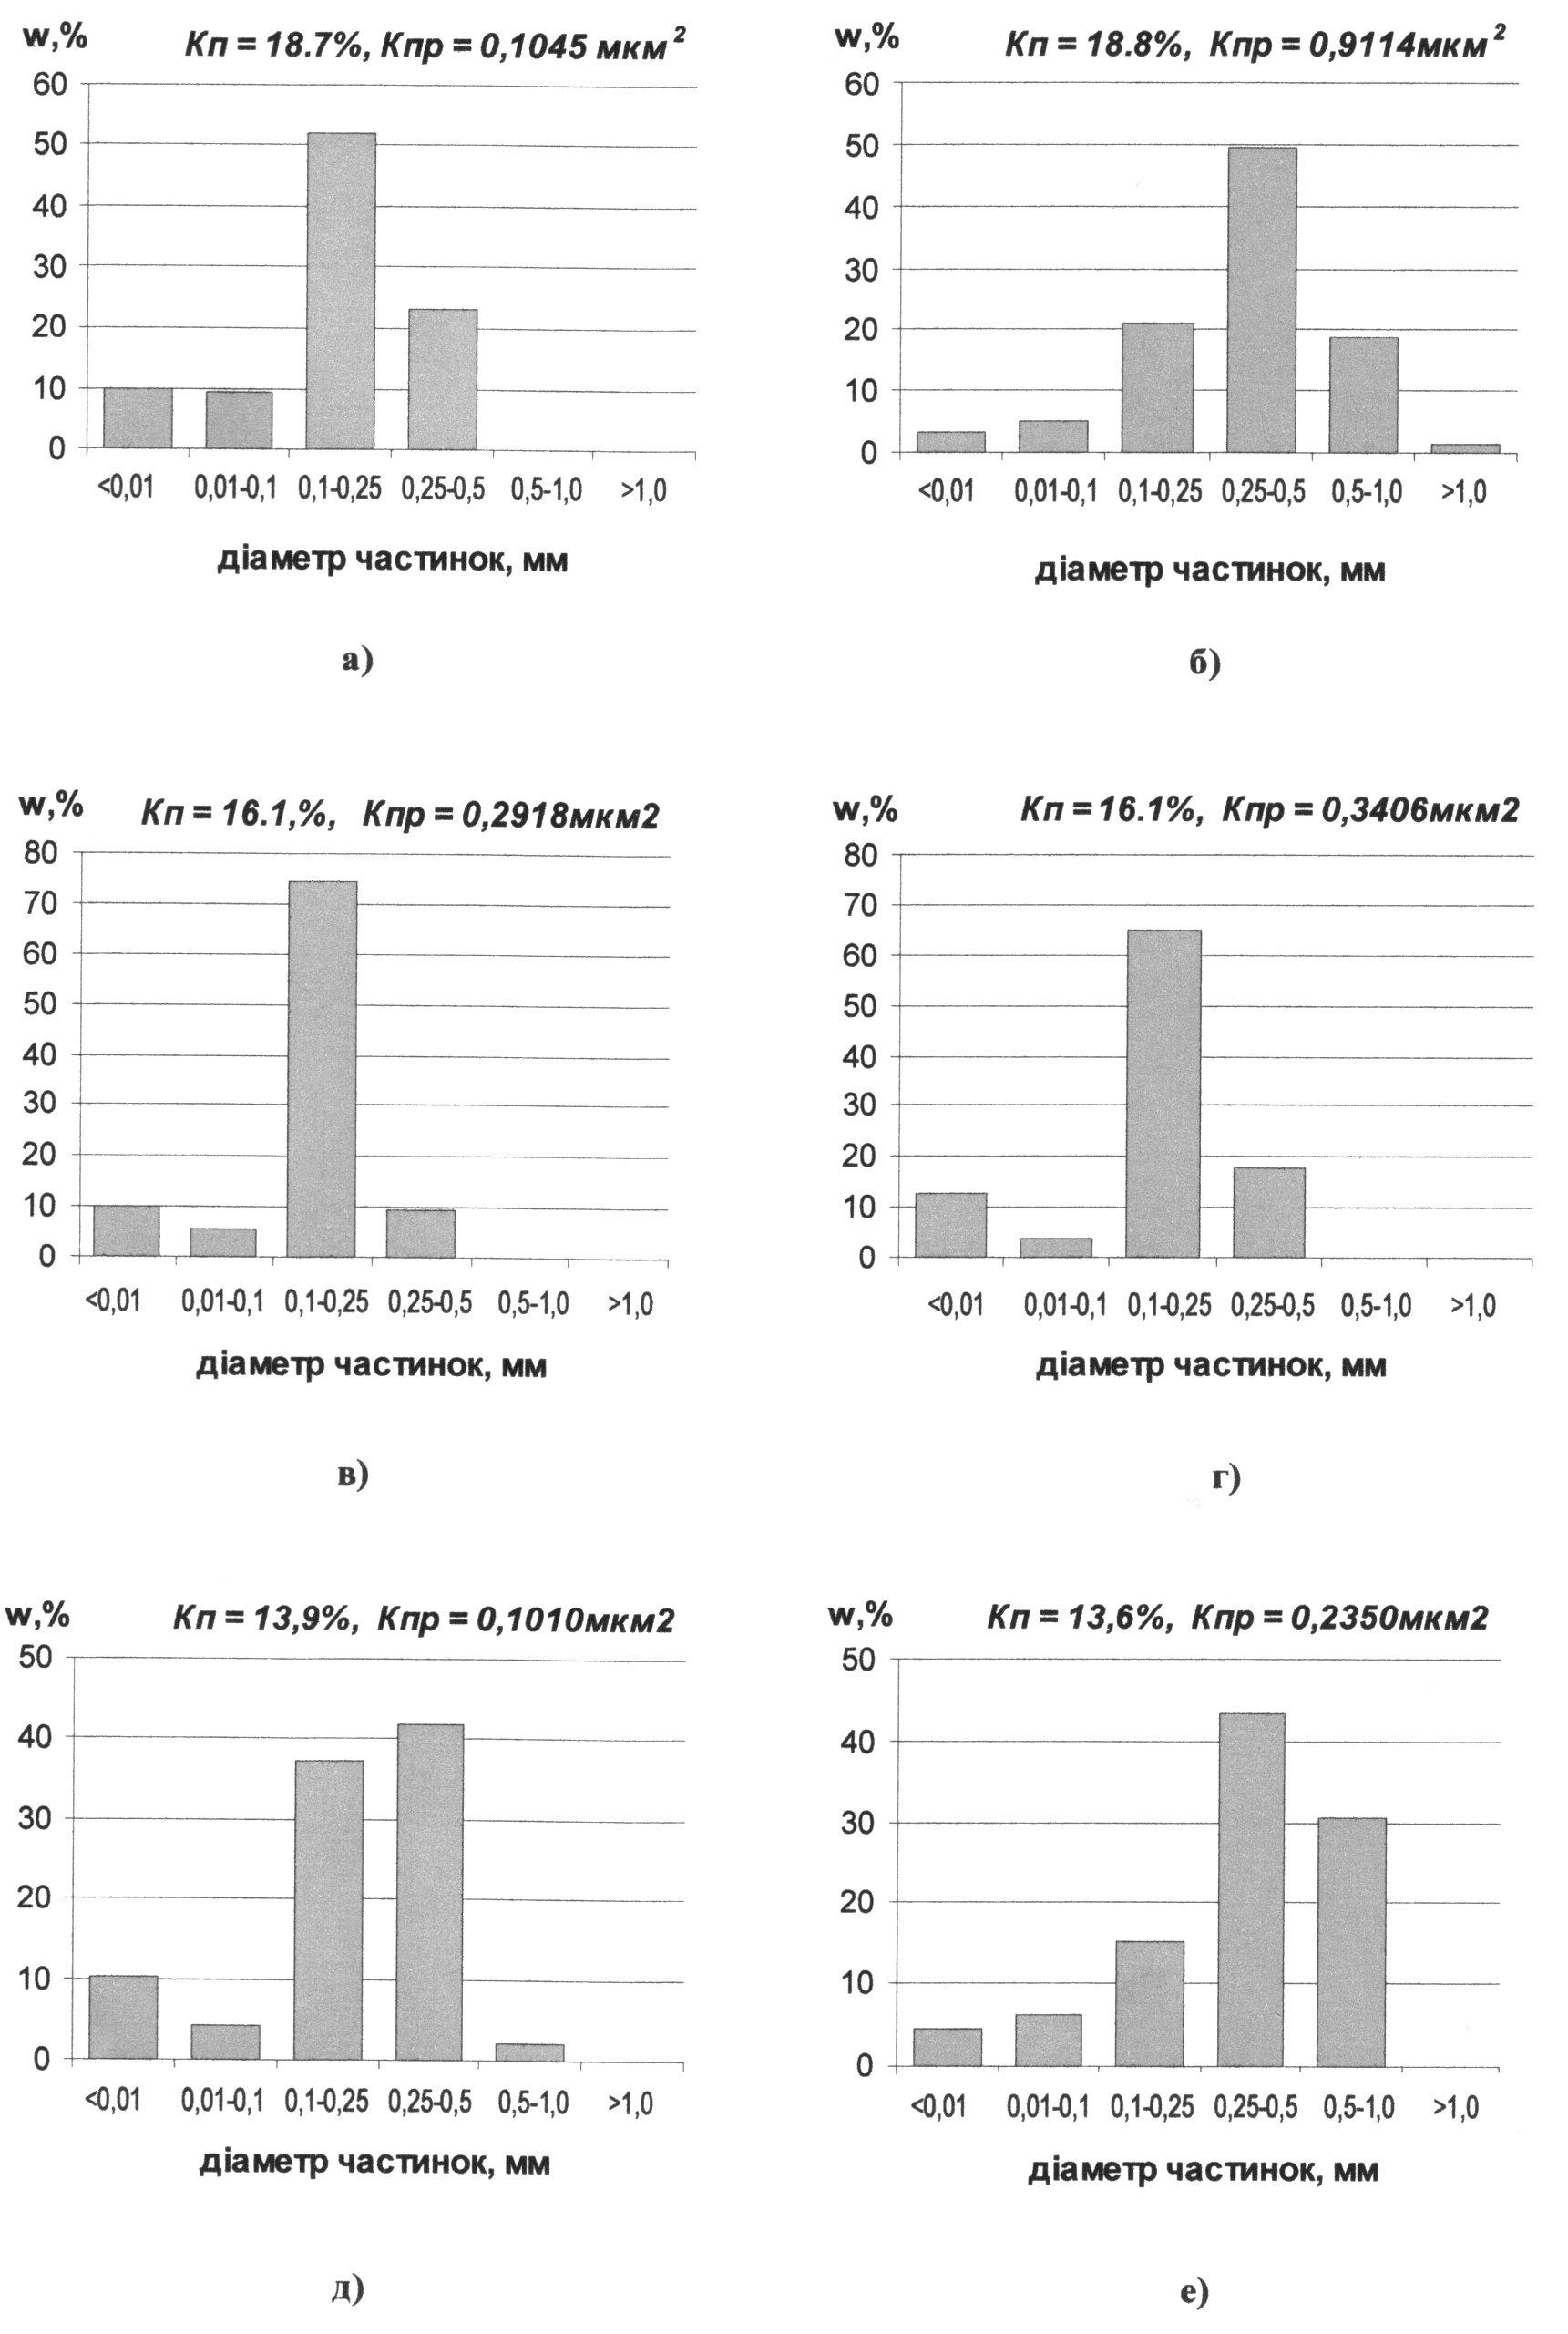 w,% Кп = 18.7%, Кпр = 0,1045 мкм²
60
50
40
30
20
10
0
<0,01 0,01-0,1 0,1-0,25 0,25-0,5 0,5-1,0 >1,0
діаметр частинок, мм
а)
w,% Кп = 18.8%, Кпр = 0,9114мкм²
60
50
40
30
20
10
0
<0,01 0,01-0,1 0,1-0,25 0,25-0,5 0,5-1,0 >1,0
діаметр частинок, мм
б)
w,% Кп = 16.1,%, Кпр = 0,2918мкм2
80
70
60
50
40
30
20
10
0
<0,01 0,01-0,1 0,1-0,25 0,25-0,5 0,5-1,0 >1,0
діаметр частинок, мм
в)
w,% Кп = 16.1%, Кпр = 0,3406мкм2
80
70
60
50
40
30
20
10
0
<0,01 0,01-0,1 0,1-0,25 0,25-0,5 0,5-1,0 >1,0
діаметр частинок, мм
г)
w,% Кп = 13,9%, Кпр = 0,1010мкм2
50
40
30
20
10
0
<0,01 0,01-0,1 0,1-0,25 0,25-0,5 0,5-1,0 >1,0
діаметр частинок, мм
д)
w,% Кп = 13,6%, Кпр = 0,2350мкм2
50
40
30
20
10
0
<0,01 0,01-0,1 0,1-0,25 0,25-0,5 0,5-1,0 >1,0
діаметр частинок, мм
е)